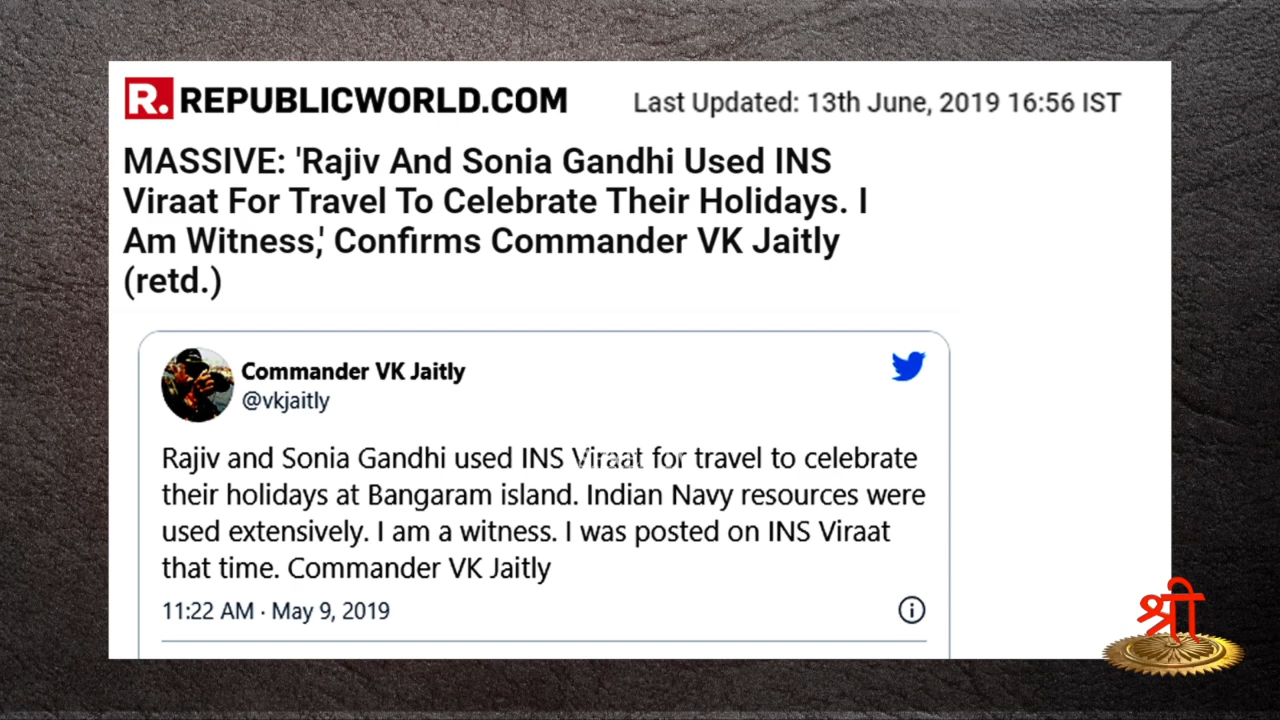 R. REPUBLICWORLD.COM
Last Updated: 13th June, 2019 16:56 IST
MASSIVE: 'Rajiv And Sonia Gandhi Used INS
Viraat For Travel To Celebrate Their Holidays. I
Am Witness,' Confirms Commander VK Jaitly
(retd.)
Commander VK Jaitly
@vkjaitly
Rajiv and Sonia Gandhi used INS Viraat for travel to celebrate
their holidays at Bangaram island. Indian Navy resources were
used extensively. I am a witness. I was posted on INS Viraat
that time. Commander VK Jaitly
11:22 AM · May 9, 2019
श्री